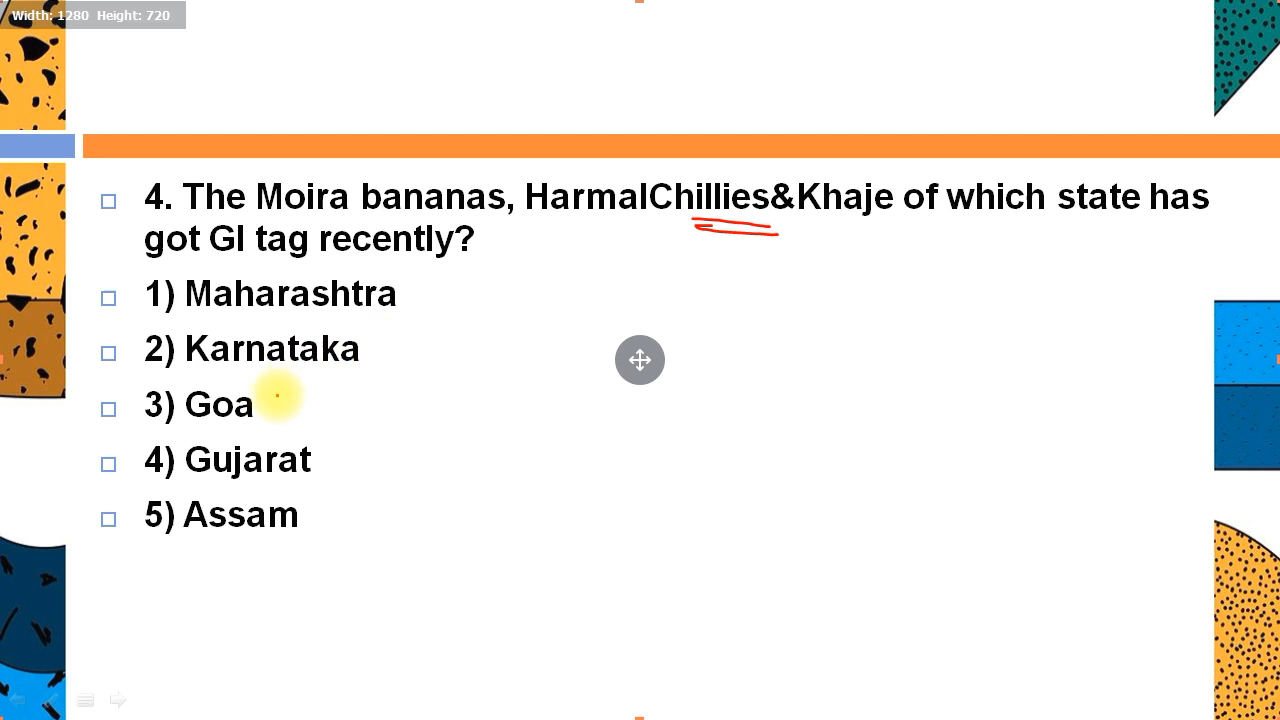 Width: 1280 Height: 720
4. The Moira bananas, HarmalChillies&Khaje of which state has
got GI tag recently?
1) Maharashtra
2) Karnataka
3) Goa
4) Gujarat
5) Assam